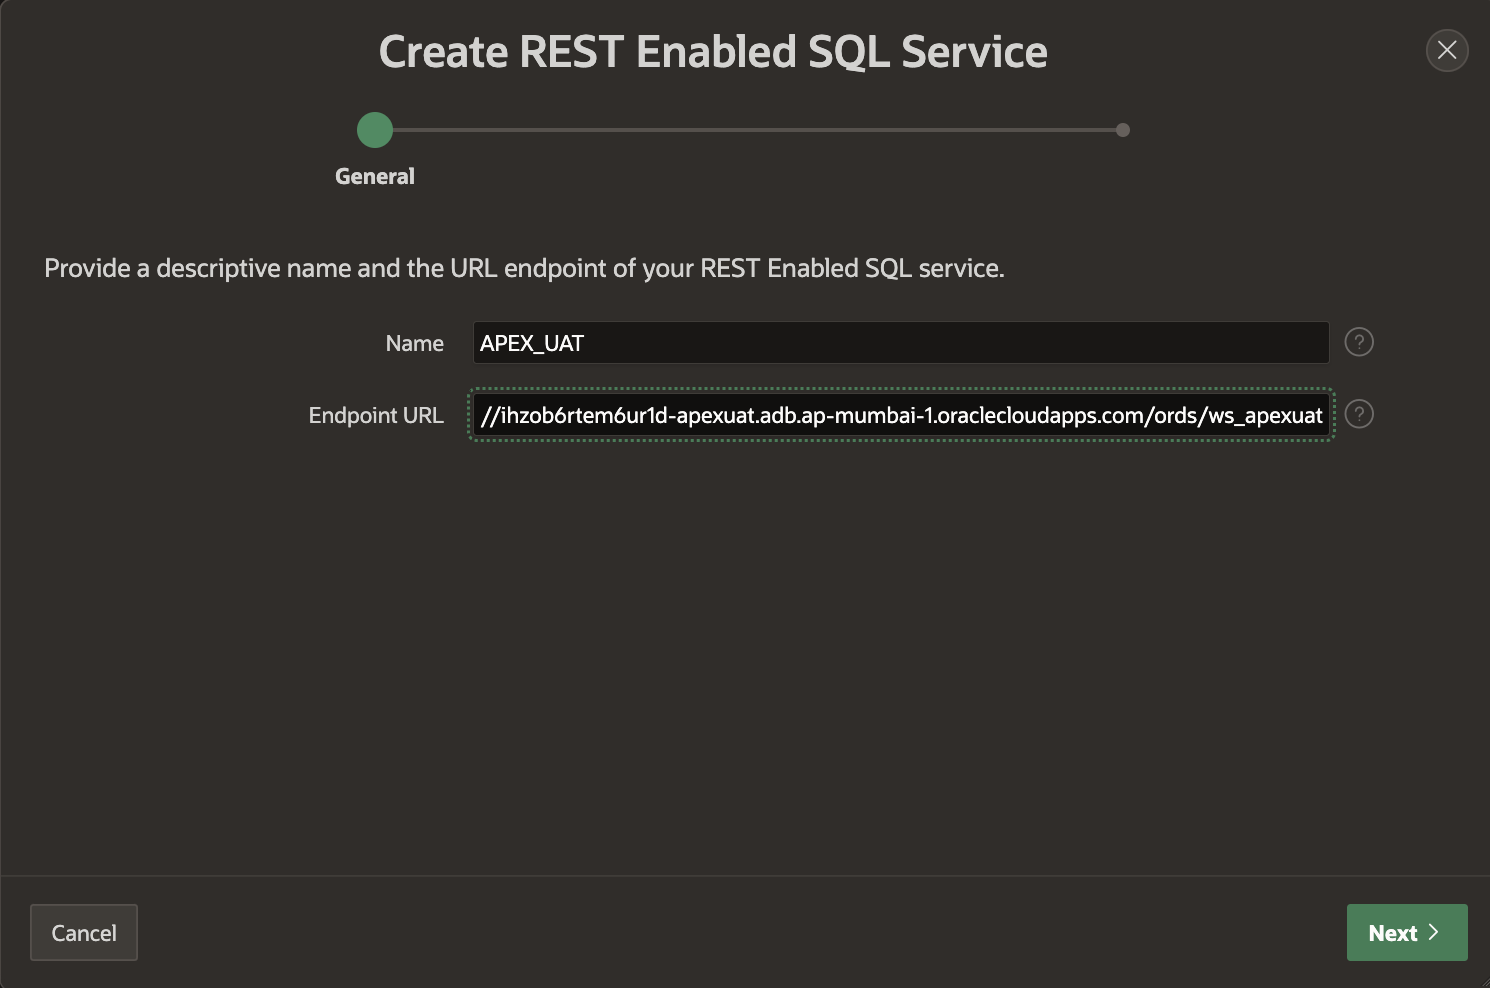 Create REST Enabled SQL Service
General
Provide a descriptive name and the URL endpoint of your REST Enabled SQL service.
Name APEX_UAT ?
Endpoint URL //ihzob6rtem6ur1d-apexuat.adb.ap-mumbai-1.oraclecloudapps.com/ords/ws_apexuat ?
Cancel Next